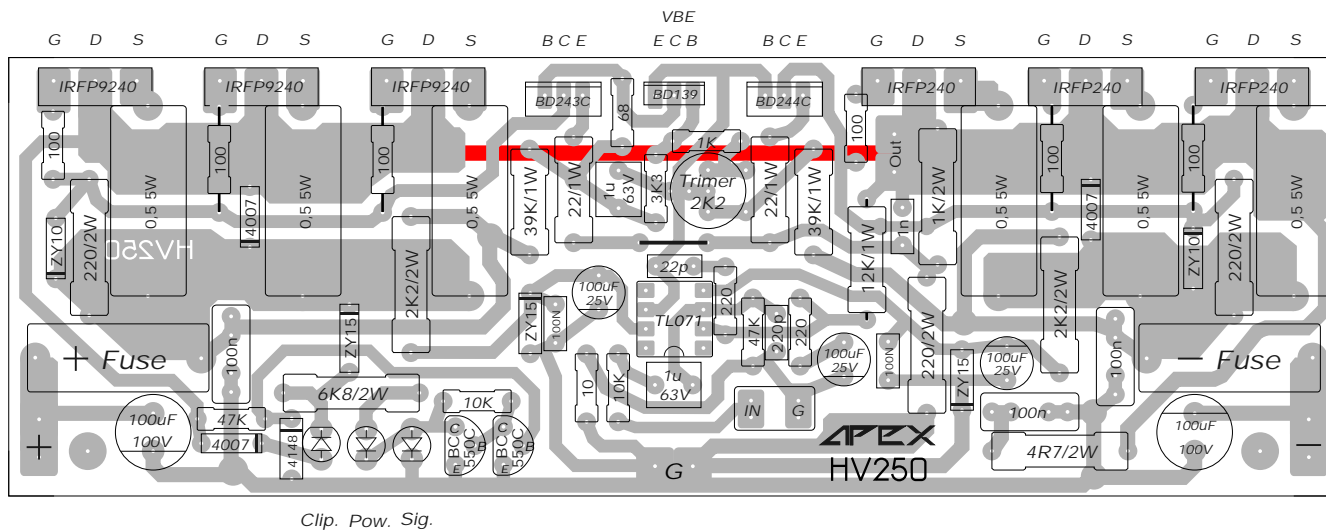 VBE
G D S G D S G D S B C E E C B B C E G D S G D S G D S
IRFP9240 IRFP9240 IRFP9240 BD243C BD139 BD244C IRFP240 IRFP240 IRFP240
68
100 100 100 1K 100 Out 100 100
0,5 5W 0,5 5W 0,5 5W 39K/1W 22/1W 1u 63V 3K3 Trimer 2K2 22/1W 39K/1W 1K/2W 0,5 5W 0,5 5W 0,5 5W
4007 4007
ZY10 220/2W HV250 2K2/2W 12K/1W 1n 2K2/2W ZY10 220/2W
22p
100uF 25V 220
ZY15 ZY15 100N TL071 47K 220p 220 220/2W
+ Fuse 100n 100uF 25V 100N ZY15 100uF 25V 100n − Fuse
6K8/2W 10 10K 1u 63V
100uF 100V 47K 10K IN G 100n 100uF 100V
4007 4148 BCC 550C B E BCC 550C B E APEX 4R7/2W
+ G HV250 −
Clip. Pow. Sig.